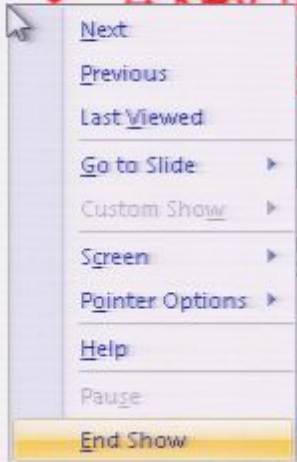 Next
Previous
Last Viewed
Go to Slide
Custom Show
Screen
Pointer Options
Help
Pause
End Show